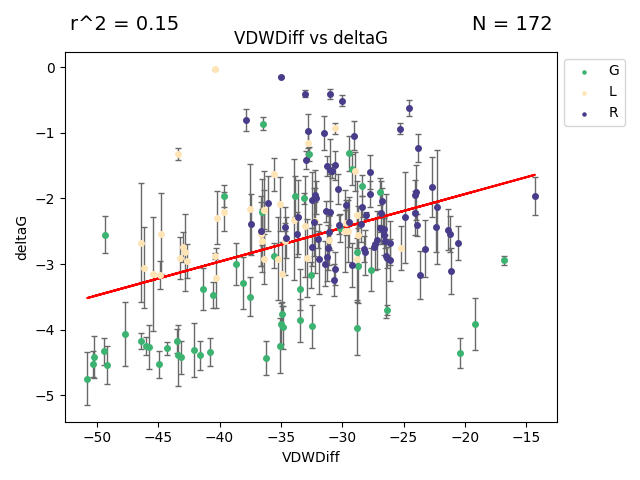 r^2 = 0.15
N = 172
VDWDiff vs deltaG
G
L
R
0
−1
−2
−3
−4
−5
deltaG
−50
−45
−40
−35
−30
−25
−20
−15
VDWDiff